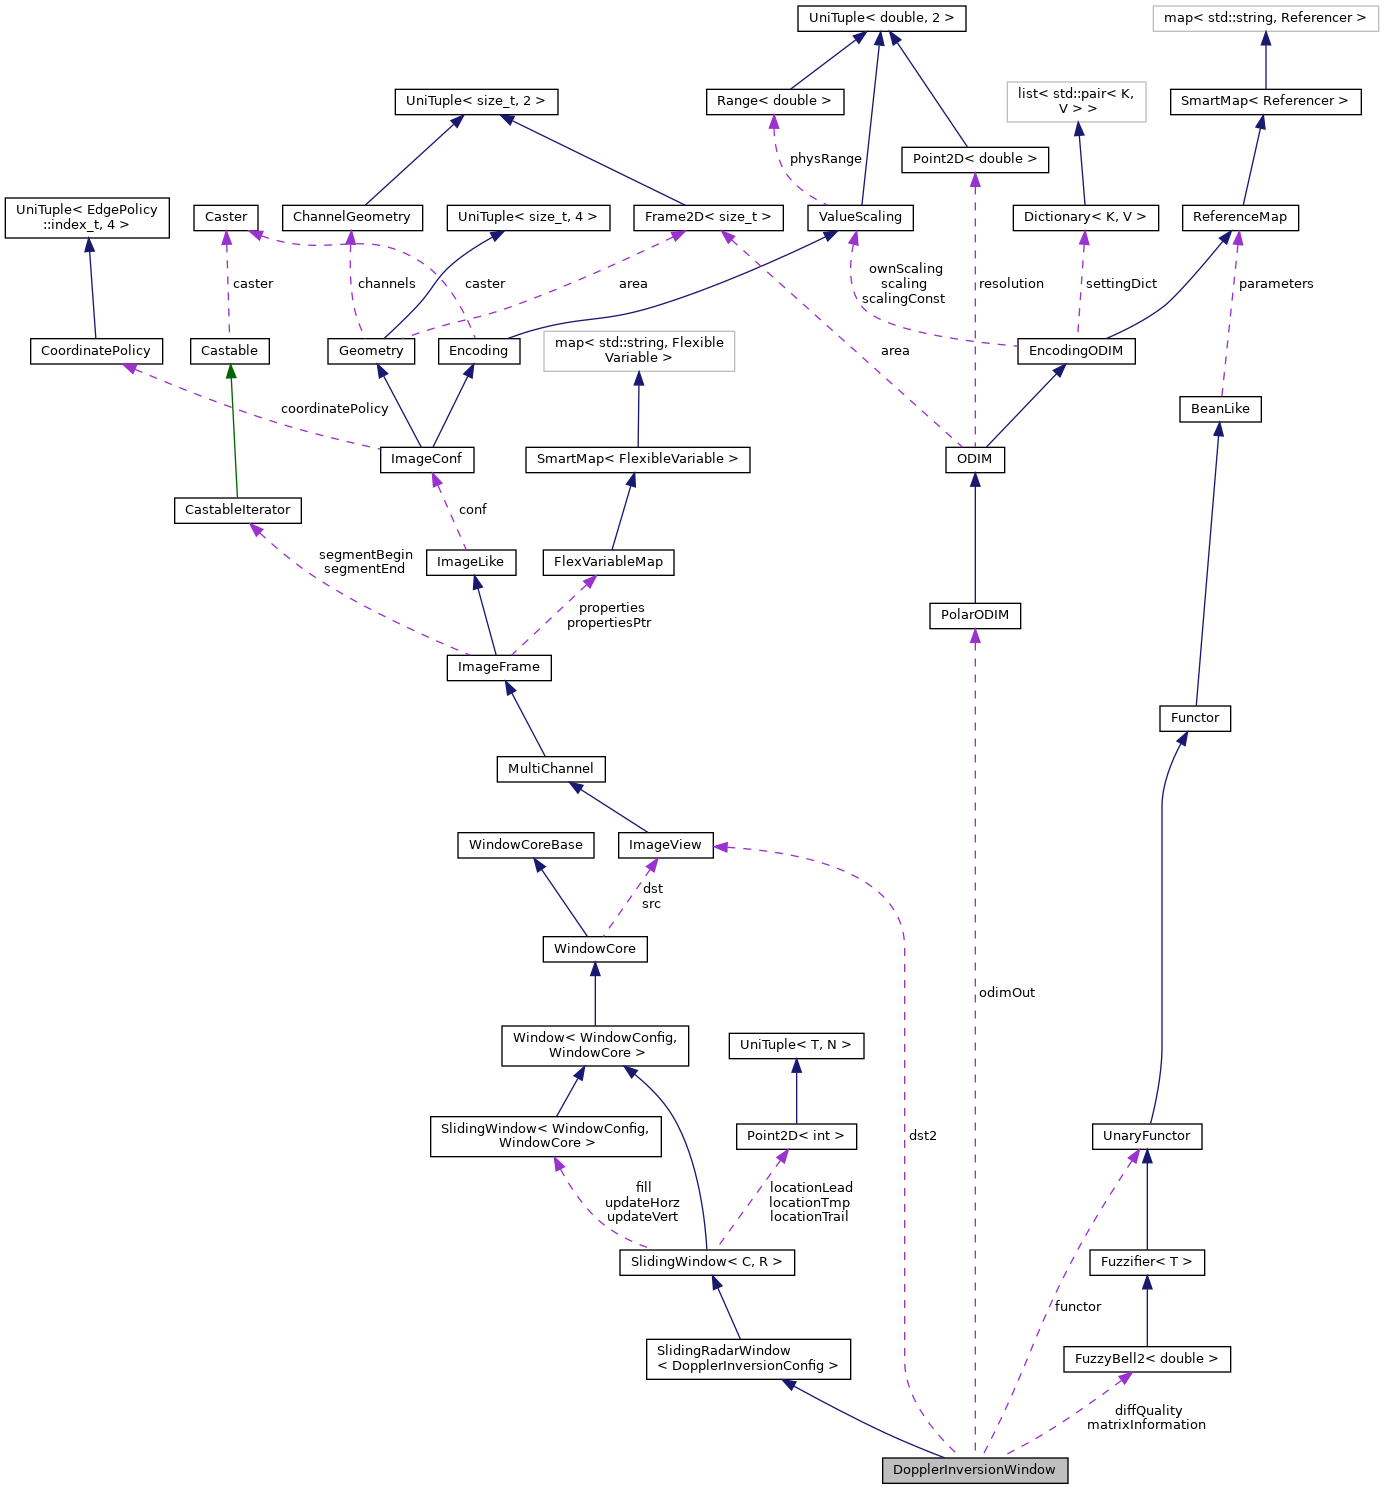 UniTuple< double, 2 >
map< std::string, Referencer >
UniTuple< size_t, 2 >
Range< double >
list< std::pair< K,
V > >
SmartMap< Referencer >
physRange
Point2D< double >
UniTuple< EdgePolicy
::index_t, 4 >
Caster
ChannelGeometry
UniTuple< size_t, 4 >
Frame2D< size_t >
ValueScaling
Dictionary< K, V >
ReferenceMap
caster
channels
caster
area
ownScaling
scaling
scalingConst
resolution
settingDict
parameters
CoordinatePolicy
Castable
Geometry
Encoding
map< std::string, Flexible
Variable >
area
EncodingODIM
coordinatePolicy
BeanLike
ImageConf
SmartMap< FlexibleVariable >
ODIM
CastableIterator
conf
segmentBegin
segmentEnd
ImageLike
FlexVariableMap
properties
propertiesPtr
PolarODIM
ImageFrame
Functor
MultiChannel
WindowCoreBase
ImageView
dst
src
WindowCore
odimOut
Window< WindowConfig,
WindowCore >
UniTuple< T, N >
SlidingWindow< WindowConfig,
WindowCore >
Point2D< int >
dst2
UnaryFunctor
fill
updateHorz
updateVert
locationLead
locationTmp
locationTrail
SlidingWindow< C, R >
Fuzzifier< T >
functor
SlidingRadarWindow
< DopplerInversionConfig >
FuzzyBell2< double >
diffQuality
matrixInformation
DopplerInversionWindow